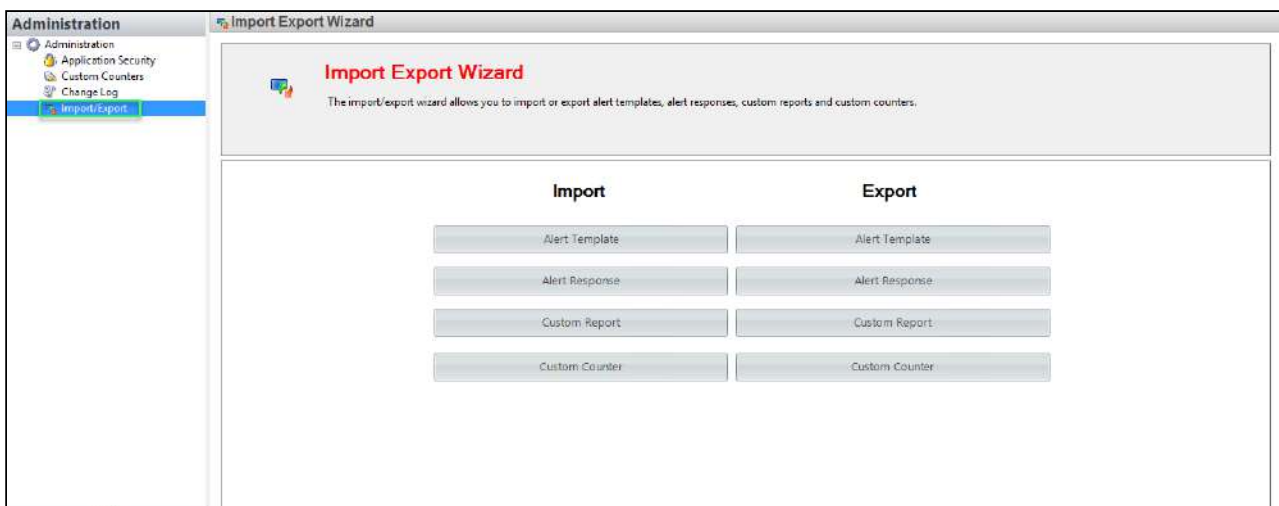 Administration
Import Export Wizard
Administration
Application Security
Custom Counters
Change Log
Import/Export
Import Export Wizard
The import/export wizard allows you to import or export alert templates, alert responses, custom reports and custom counters.
Import Export
Alert Template Alert Template
Alert Response Alert Response
Custom Report Custom Report
Custom Counter Custom Counter